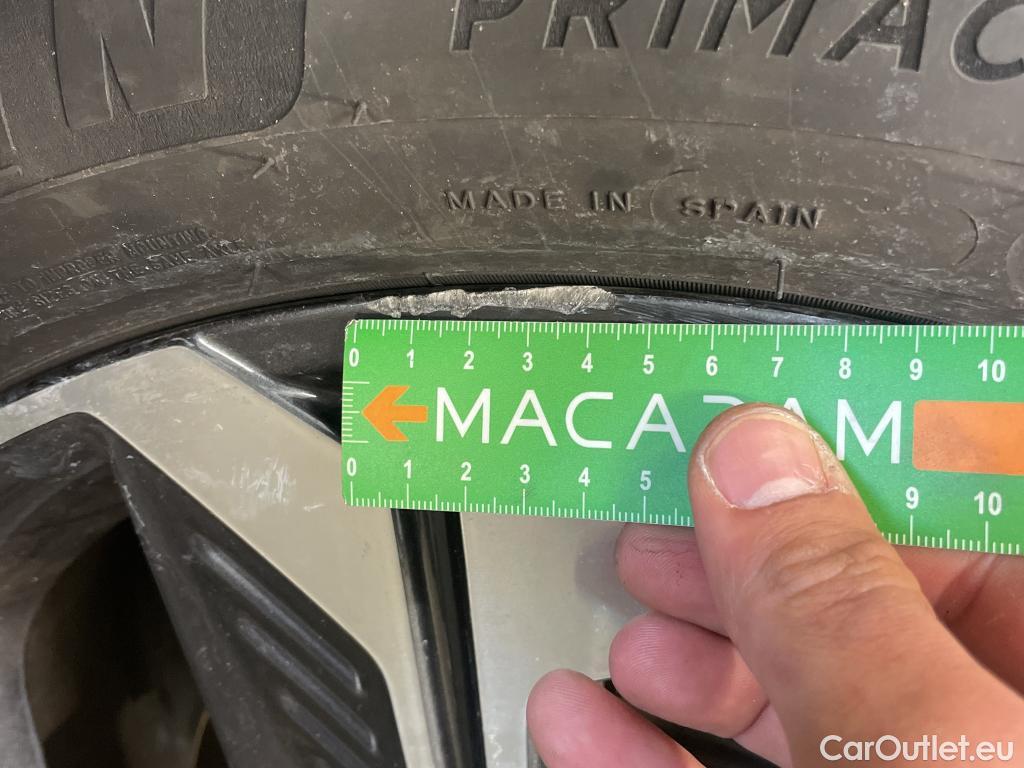 N PRIMAC
MADE IN SPAIN
MOUNTING
0 1 2 3 4 5 6 7 8 9 10
MACADAM
0 1 2 3 4 5 9 10
CarOutlet.eu